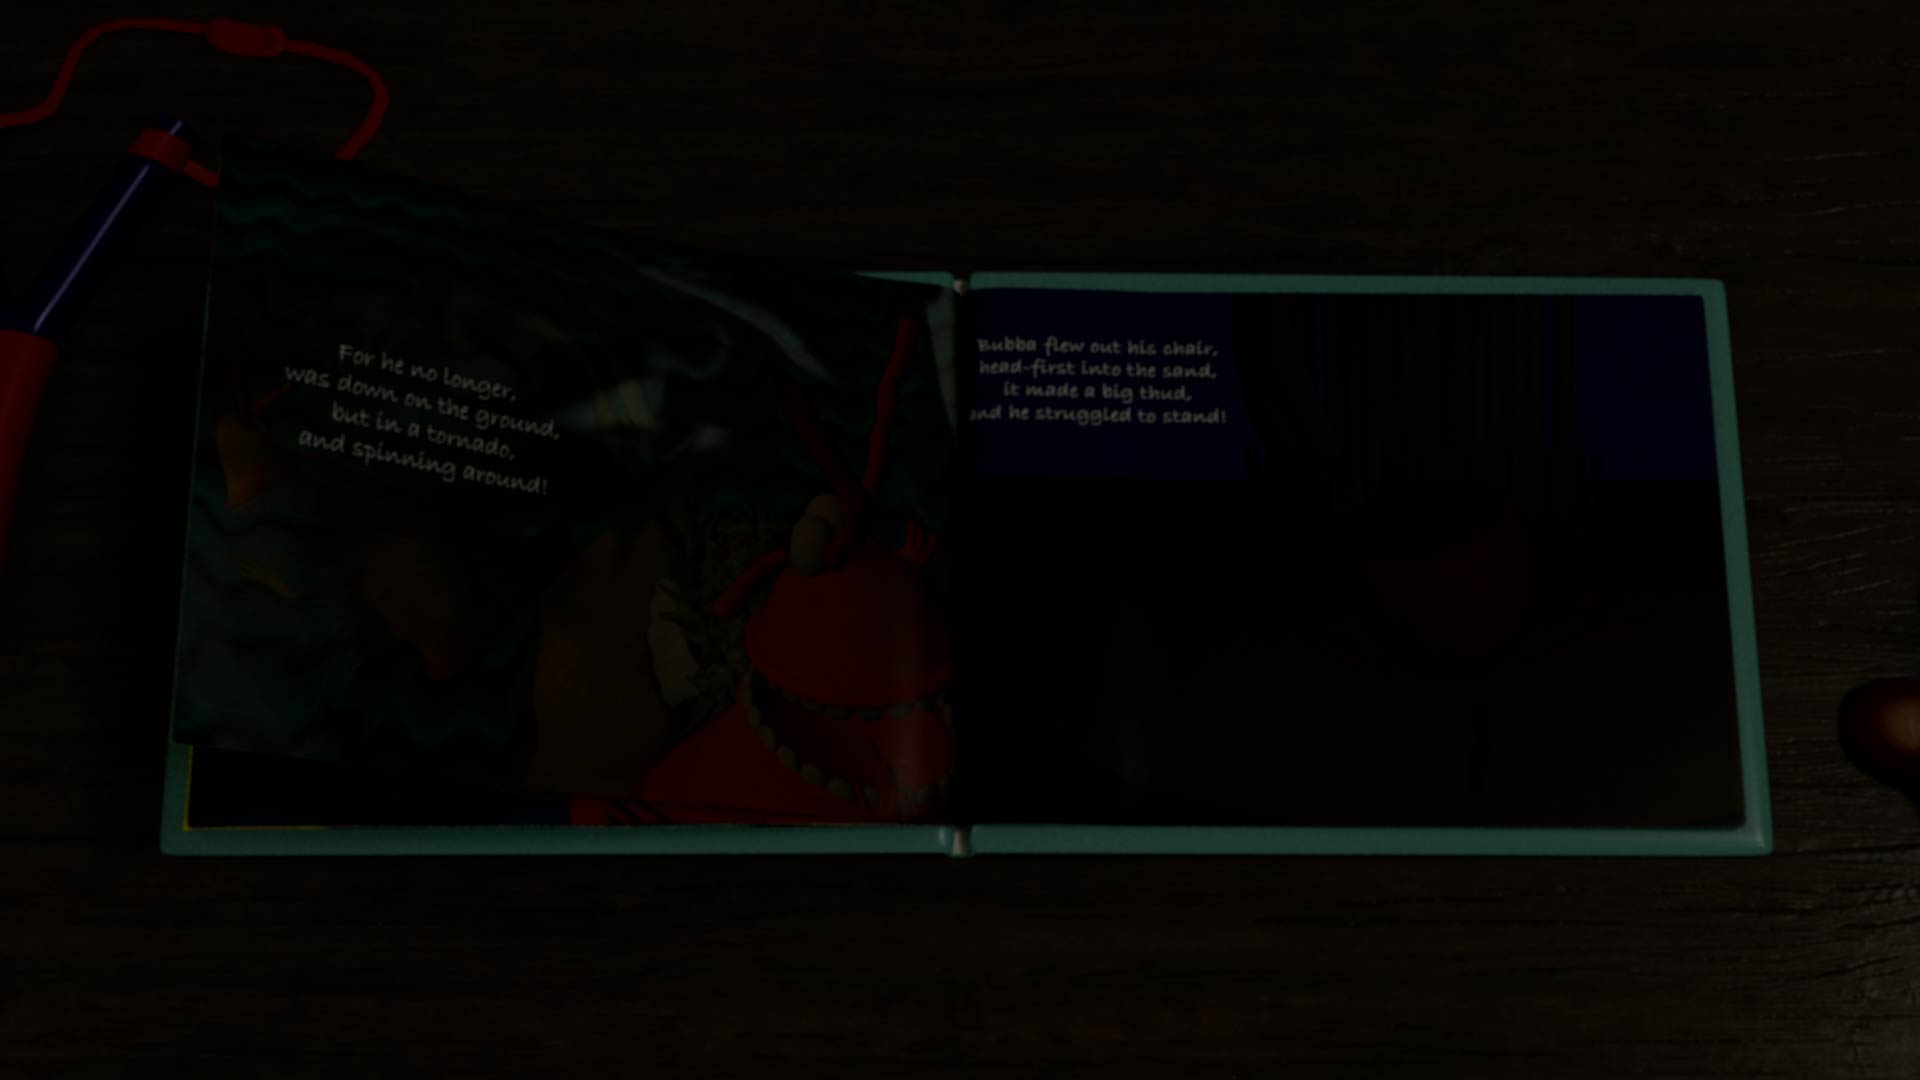 For he no longer,
was down on the ground,
but in a tornado,
and spinning around!
Bubba flew out his chair,
head-first into the sand,
it made a big thud,
and he struggled to stand!